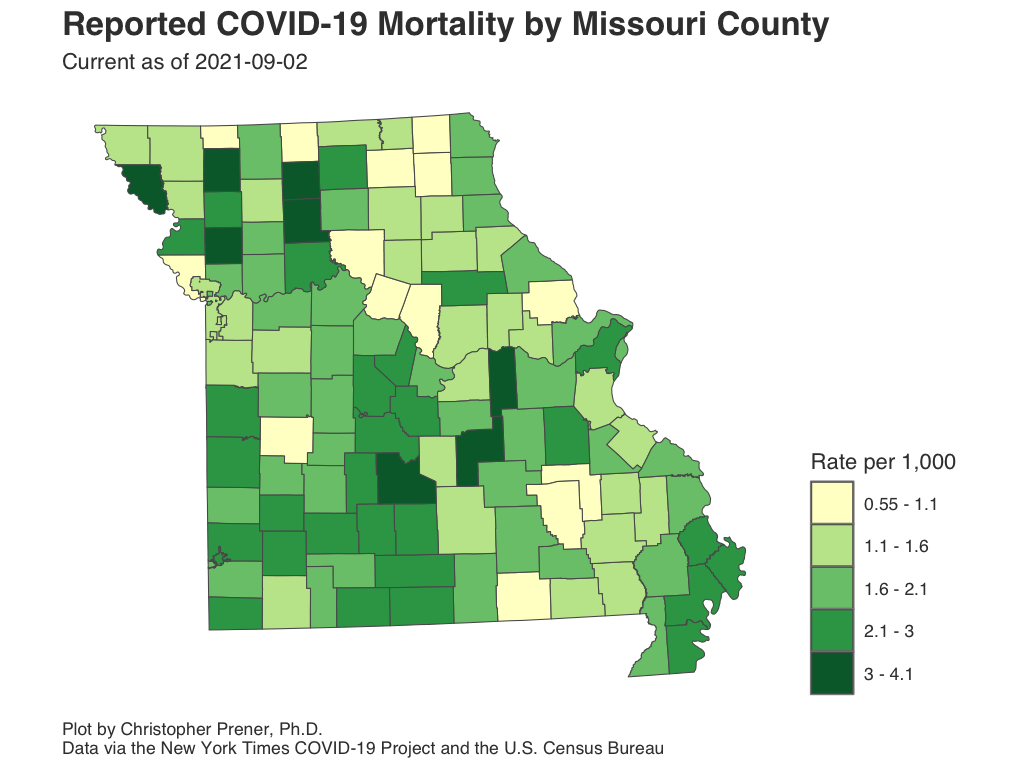 Reported COVID-19 Mortality by Missouri County
Current as of 2021-09-02
Rate per 1,000
0.55 - 1.1
1.1 - 1.6
1.6 - 2.1
2.1 - 3
3 - 4.1
Plot by Christopher Prener, Ph.D.
Data via the New York Times COVID-19 Project and the U.S. Census Bureau